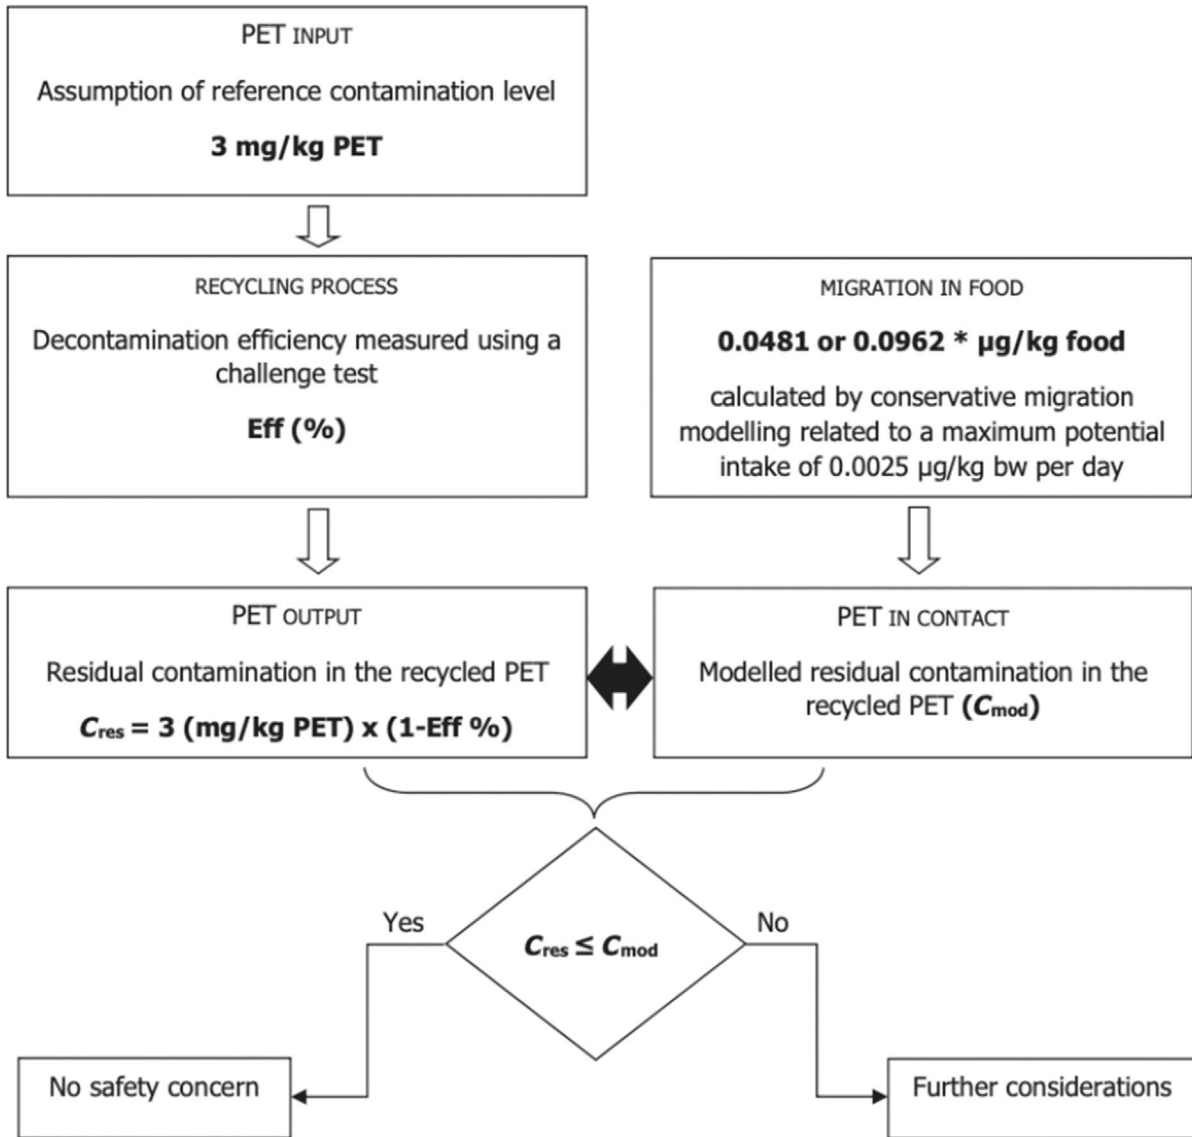 PET INPUT
Assumption of reference contamination level
3 mg/kg PET
RECYCLING PROCESS
Decontamination efficiency measured using a
challenge test
Eff (%)
MIGRATION IN FOOD
0.0481 or 0.0962 * µg/kg food
calculated by conservative migration
modelling related to a maximum potential
intake of 0.0025 µg/kg bw per day
PET OUTPUT
Residual contamination in the recycled PET
Cres = 3 (mg/kg PET) x (1-Eff %)
PET IN CONTACT
Modelled residual contamination in the
recycled PET (Cmod)
Yes
No
Cres ≤ Cmod
No safety concern
Further considerations